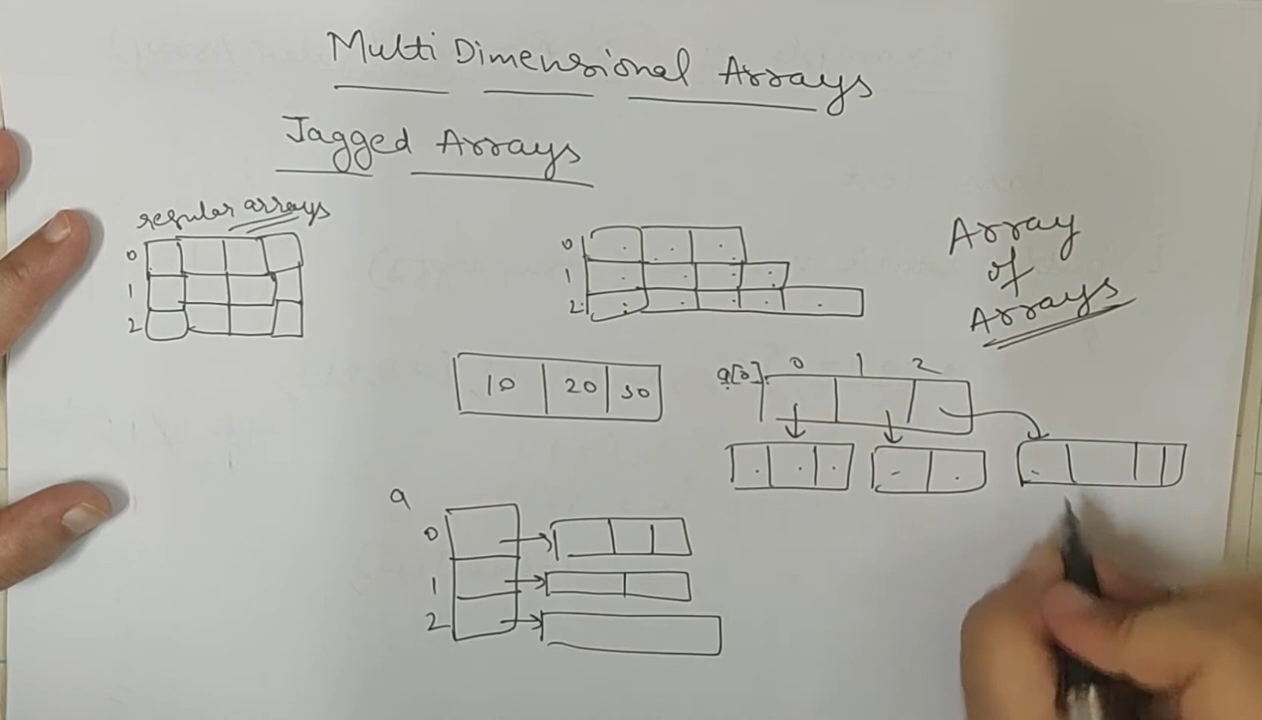 Multi Dimensional Arrays
Jagged Arrays
regular arrays
0
1
2
0
1
2
Array
of
Arrays
10 20 30
a[0]
0 1 2
a
0
1
2